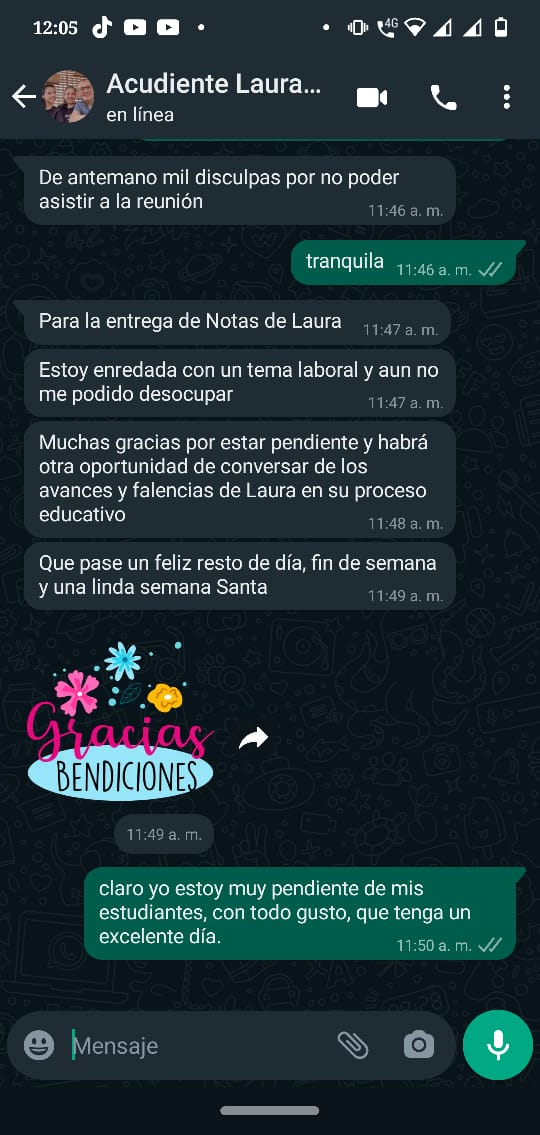 12:05
4G
Acudiente Laura...
en línea
De antemano mil disculpas por no poder
asistir a la reunión
11:46 a. m.
tranquila
11:46 a. m.
Para la entrega de Notas de Laura
11:47 a. m.
Estoy enredada con un tema laboral y aun no
me podido desocupar
11:47 a. m.
Muchas gracias por estar pendiente y habrá
otra oportunidad de conversar de los
avances y falencias de Laura en su proceso
educativo
11:48 a. m.
Que pase un feliz resto de día, fin de semana
y una linda semana Santa
11:49 a. m.
Gracias
BENDICIONES
11:49 a. m.
claro yo estoy muy pendiente de mis
estudiantes, con todo gusto, que tenga un
excelente día.
11:50 a. m.
Mensaje